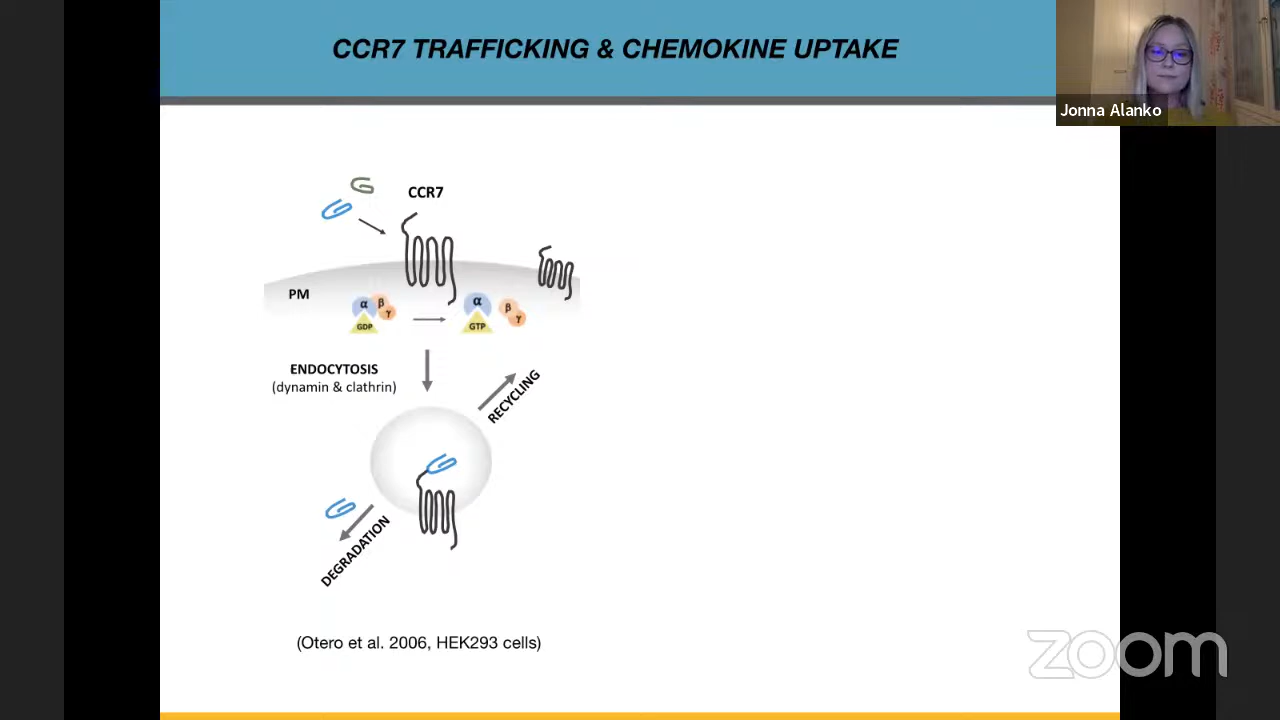 CCR7 TRAFFICKING & CHEMOKINE UPTAKE
Jonna Alanko
CCR7
PM
α
β
γ
GDP
α
GTP
β
γ
ENDOCYTOSIS
(dynamin & clathrin)
RECYCLING
DEGRADATION
(Otero et al. 2006, HEK293 cells)
zoom